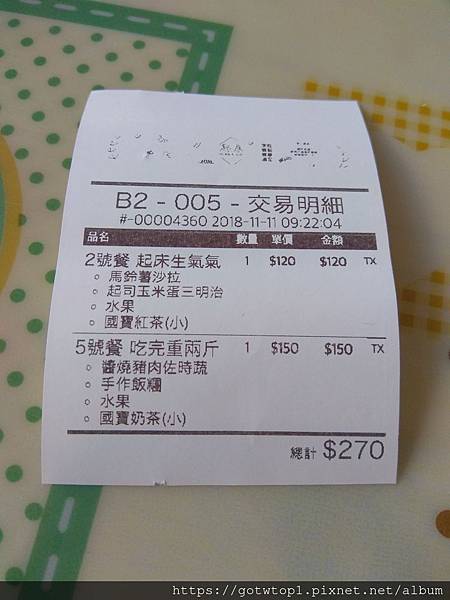 B2 - 005 - 交易明細
#-00004360 2018-11-11 09:22:04
品名 數量 單價 金額
2號餐 起床生氣氣 1 $120 $120 TX
。馬鈴薯沙拉
。起司玉米蛋三明治
。水果
。國寶紅茶(小)
5號餐 吃完重兩斤 1 $150 $150 TX
。醬燒豬肉佐時蔬
。手作飯糰
。水果
。國寶奶茶(小)
總計 $270
https://gotwtop1.pixnet.net/album